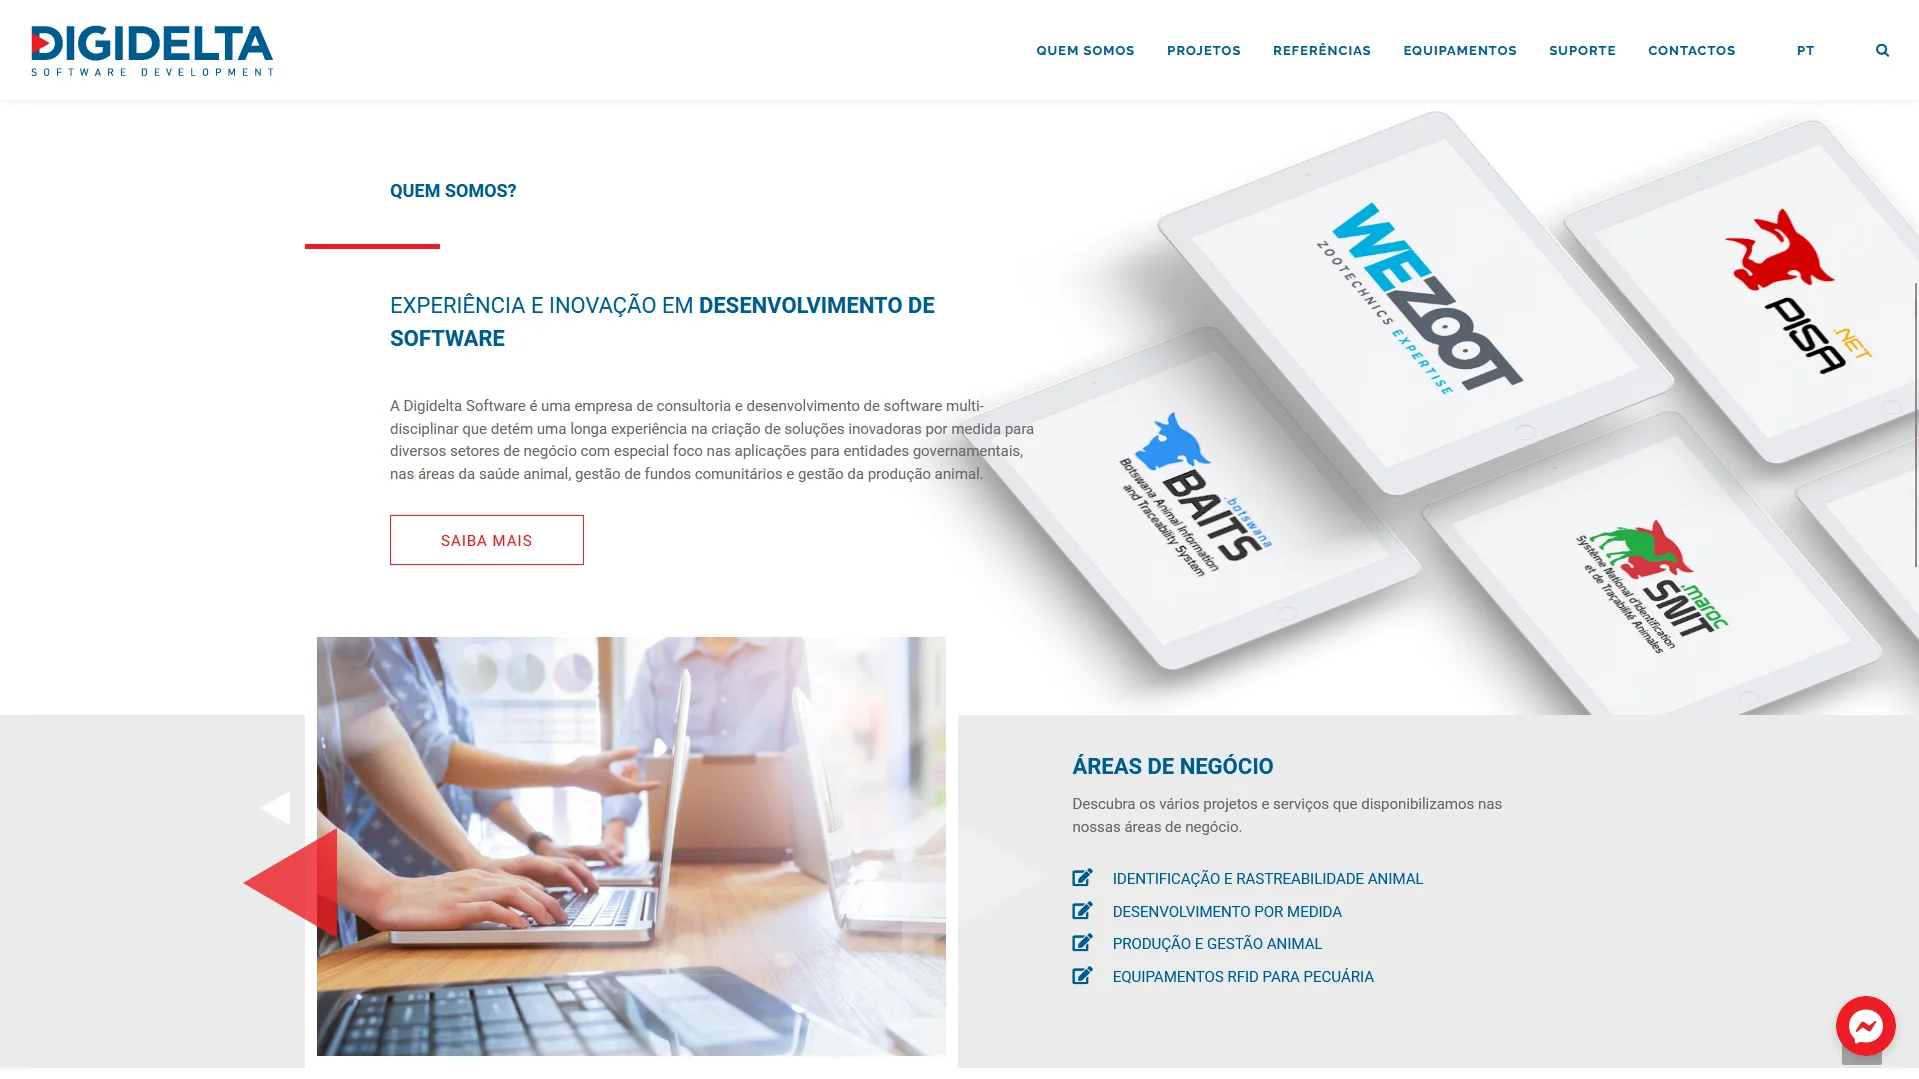 DIGIDELTA
SOFTWARE DEVELOPMENT
QUEM SOMOS
PROJETOS
REFERÊNCIAS
EQUIPAMENTOS
SUPORTE
CONTACTOS
PT
QUEM SOMOS?
EXPERIÊNCIA E INOVAÇÃO EM DESENVOLVIMENTO DE
SOFTWARE
A Digidelta Software é uma empresa de consultoria e desenvolvimento de software multi-
disciplinar que detém uma longa experiência na criação de soluções inovadoras por medida para
diversos setores de negócio com especial foco nas aplicações para entidades governamentais,
nas áreas da saúde animal, gestão de fundos comunitários e gestão da produção animal.
SAIBA MAIS
WEZOOT
ZOOTECHNICS EXPERTISE
PISA
.NET
BAITS
.botswana
Botswana Animal Information
and Traceability System
SNIT
.maroc
Système National d'Identification
et de Traçabilité Animales
ÁREAS DE NEGÓCIO
Descubra os vários projetos e serviços que disponibilizamos nas
nossas áreas de negócio.
IDENTIFICAÇÃO E RASTREABILIDADE ANIMAL
DESENVOLVIMENTO POR MEDIDA
PRODUÇÃO E GESTÃO ANIMAL
EQUIPAMENTOS RFID PARA PECUÁRIA